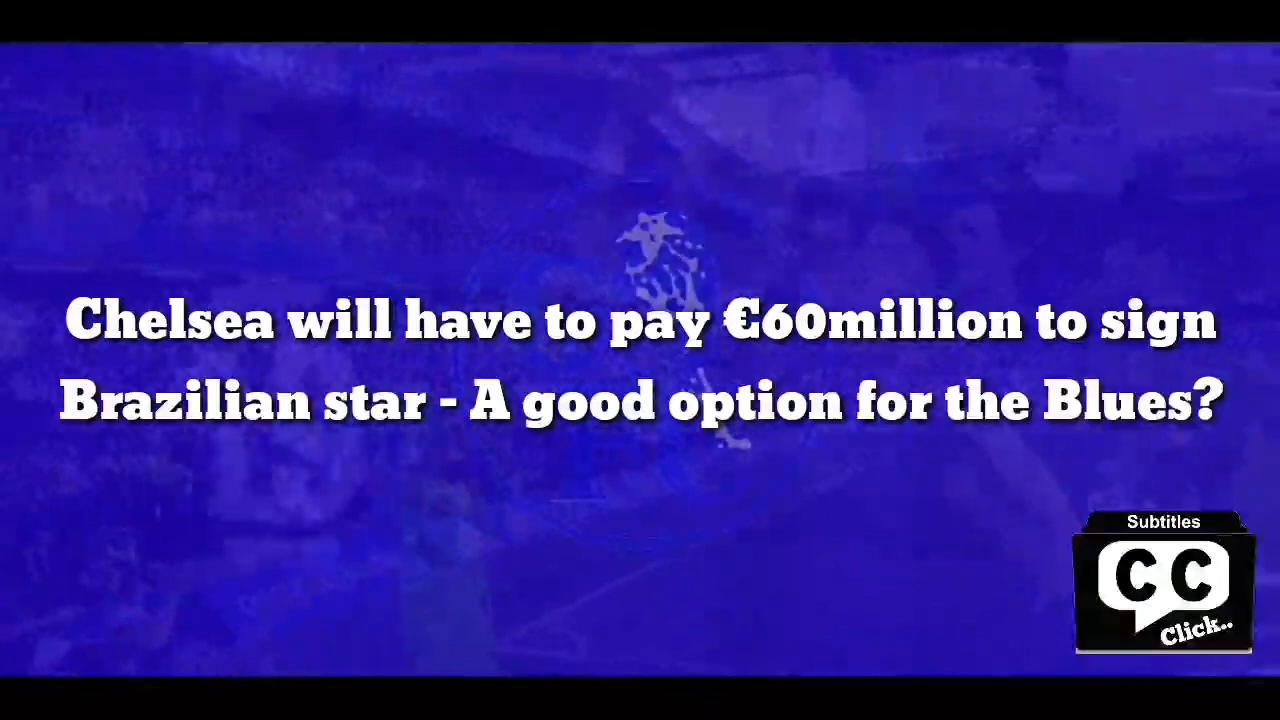 Chelsea will have to pay €60million to sign
Brazilian star - A good option for the Blues?
Subtitles
CC
Click..